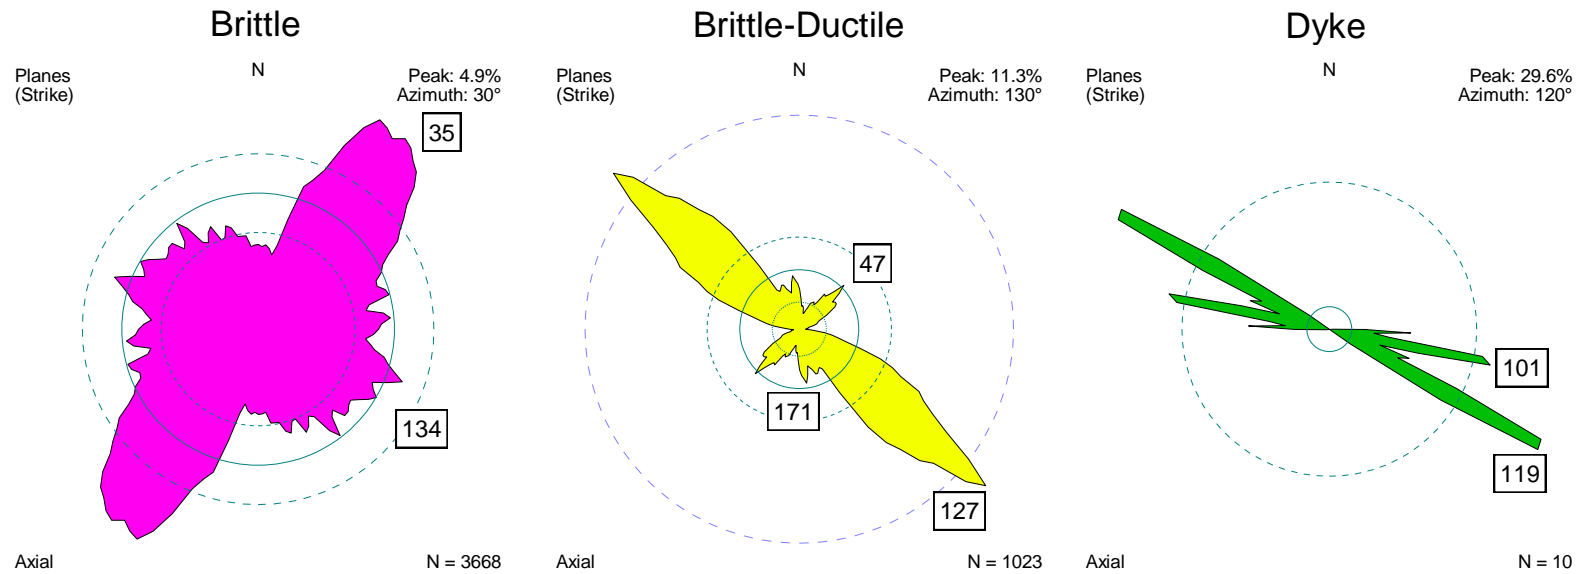 Brittle
Planes
(Strike)
N
Peak: 4.9%
Azimuth: 30°
35
134
Axial
N = 3668
Brittle-Ductile
Planes
(Strike)
N
Peak: 11.3%
Azimuth: 130°
47
171
127
Axial
N = 1023
Dyke
Planes
(Strike)
N
Peak: 29.6%
Azimuth: 120°
101
119
Axial
N = 10